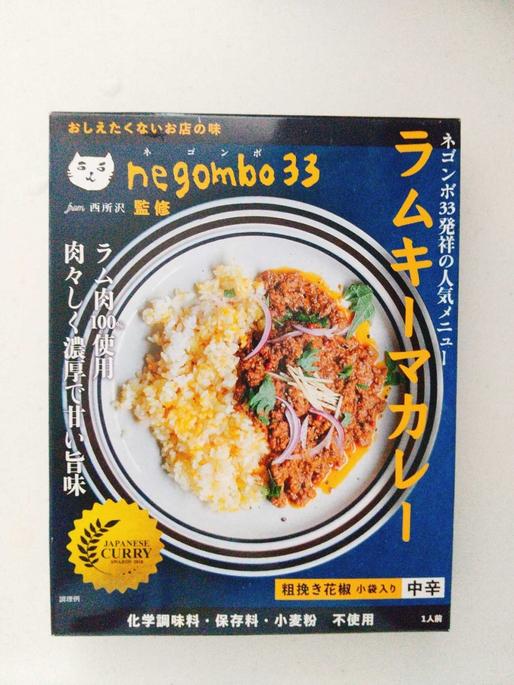 おしえたくないお店の味
ネゴンボ
negombo 33
from 西所沢 監修
ネゴンボ33発祥の人気メニュー
ラムキーマカレー
ラム肉100%使用
肉々しく濃厚で甘い旨味
JAPANESE
CURRY
AWARDS 2018
粗挽き花椒 小袋入り 中辛
調理例
化学調味料・保存料・小麦粉 不使用
1人前